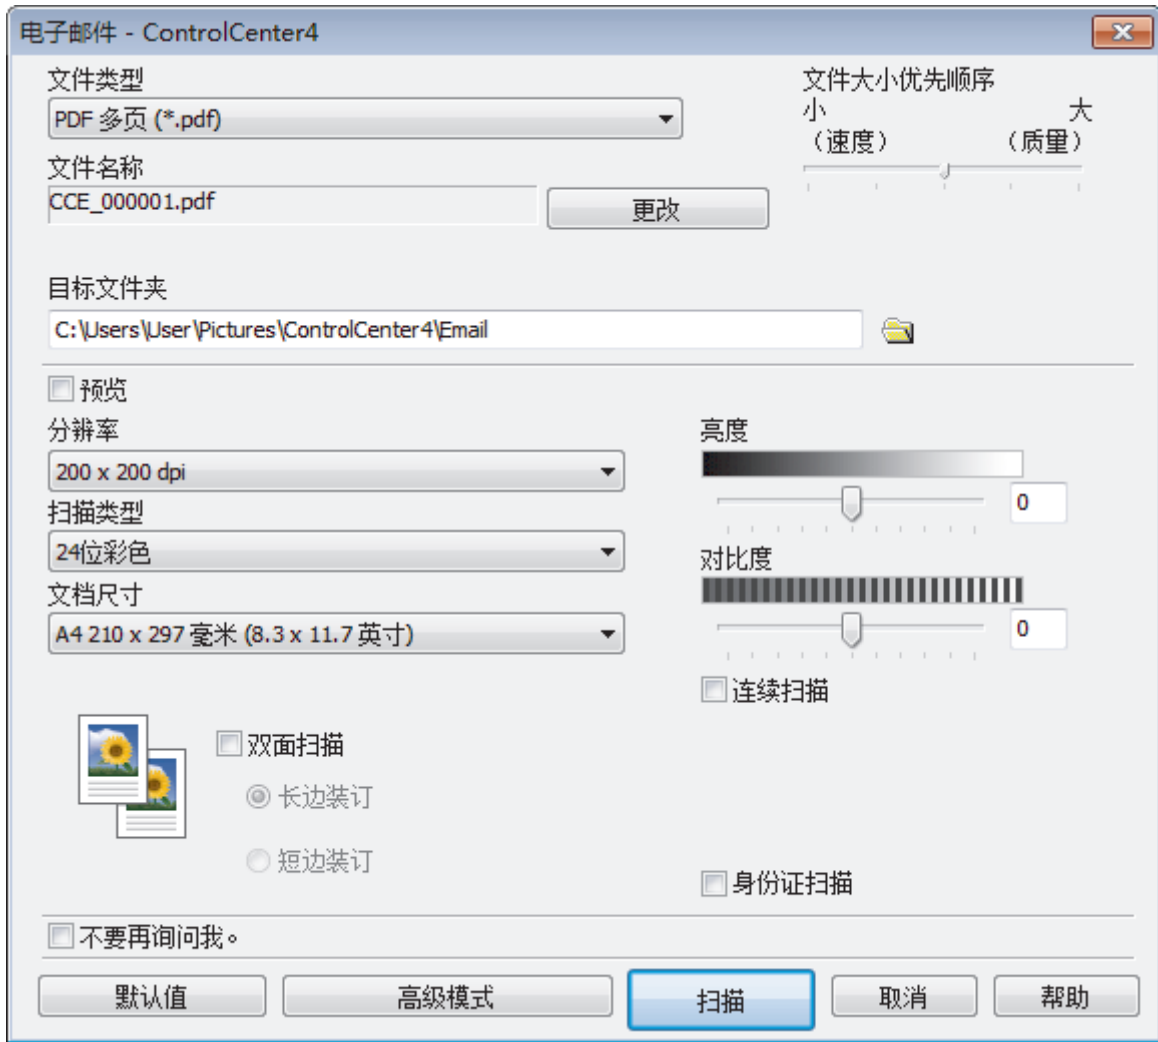 电子邮件 - ControlCenter4
文件类型
PDF 多页 (*.pdf)
文件大小优先顺序
小 大
（速度） （质量）
文件名称
CCE_000001.pdf
更改
目标文件夹
C:\Users\User\Pictures\ControlCenter4\Email
预览
分辨率
200 x 200 dpi
亮度
0
扫描类型
24位彩色
对比度
0
文档尺寸
A4 210 x 297 毫米 (8.3 x 11.7 英寸)
连续扫描
双面扫描
长边装订
短边装订
身份证扫描
不要再询问我。
默认值 高级模式 扫描 取消 帮助